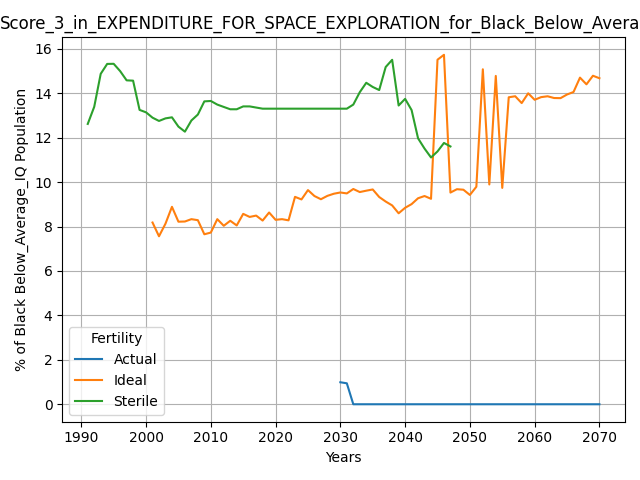 Score_3_in_EXPENDITURE_FOR_SPACE_EXPLORATION_for_Black_Below_Avera
% of Black Below_Average_IQ Population
16
14
12
10
8
6
4
2
0
Fertility
Actual
Ideal
Sterile
1990 2000 2010 2020 2030 2040 2050 2060 2070
Years